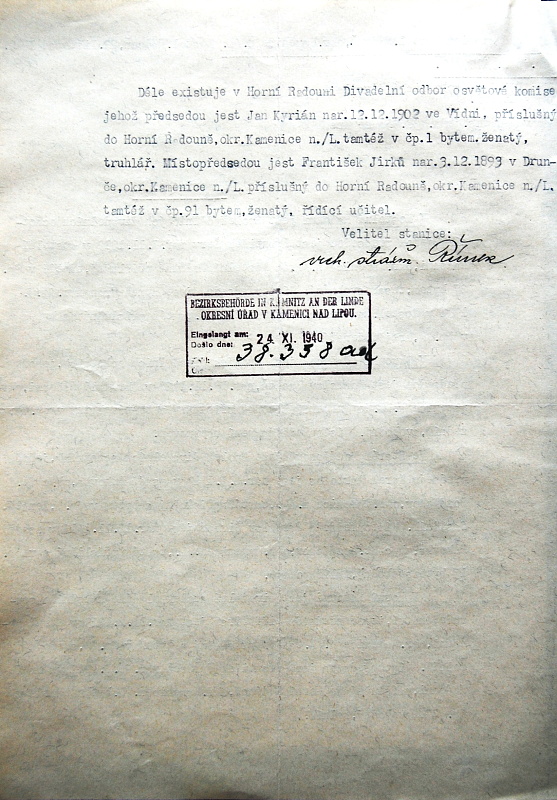 Dále existuje v Horní Radouni Divadelní odbor osvětové komise
jehož předsedou jest Jan Kyrián nar.12.12.1902 ve Vídni, příslušný
do Horní Radouně,okr.Kamenice n./L.tamtéž v čp.1 bytem.ženatý,
truhlář. Místopředsedou jest František Jirků nar.3.12.1893 v Drun-
če,okr.Kamenice n./L.příslušný do Horní Radouně,okr.Kamenice n./L.
tamtéž v čp.91 bytem,ženatý, řídící učitel.
Velitel stanice:
vrch. strážm.
BEZIRKSBEHÖRDE IN KAMNITZ AN DER LINDE
OKRESNÍ ÚŘAD V KAMENICI NAD LIPOU.
Eingelangt am:
Došlo dne:
24 XI. 1940
38.358